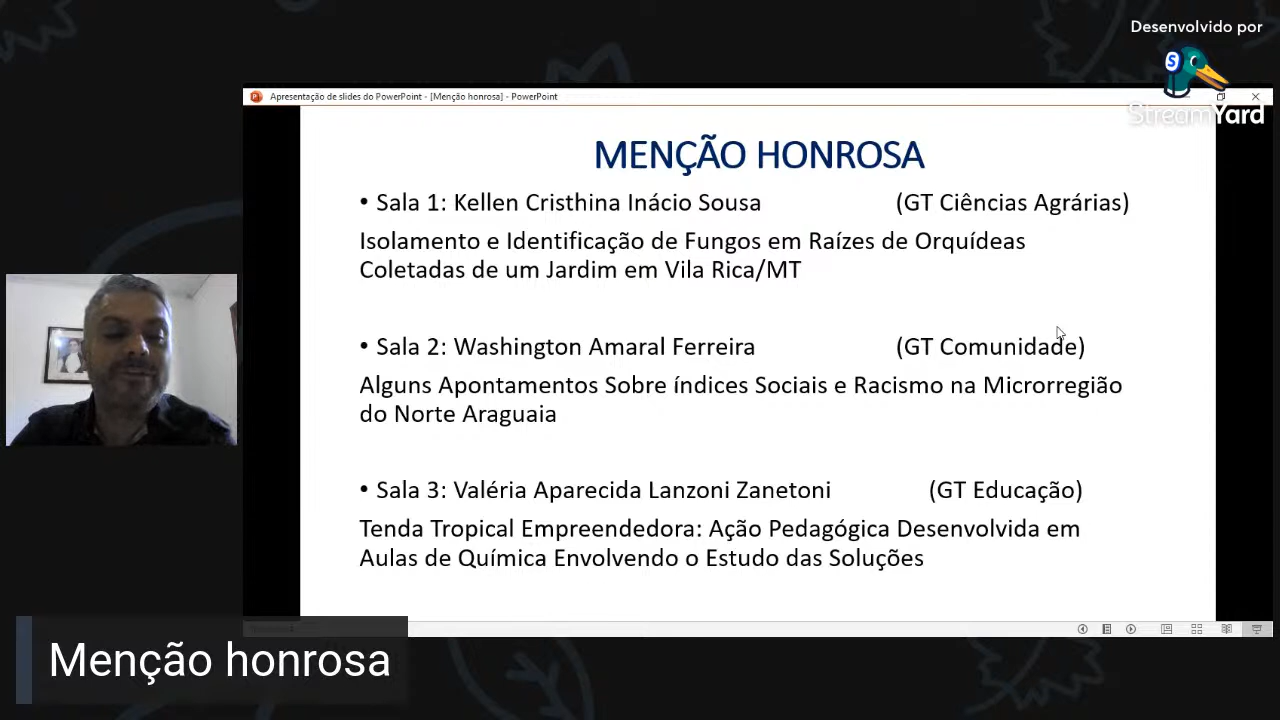 Desenvolvido por
StreamYard
Apresentação de slides do PowerPoint - [Menção honrosa] - PowerPoint
MENÇÃO HONROSA
• Sala 1: Kellen Cristhina Inácio Sousa (GT Ciências Agrárias)
Isolamento e Identificação de Fungos em Raízes de Orquídeas
Coletadas de um Jardim em Vila Rica/MT
• Sala 2: Washington Amaral Ferreira (GT Comunidade)
Alguns Apontamentos Sobre índices Sociais e Racismo na Microrregião
do Norte Araguaia
• Sala 3: Valéria Aparecida Lanzoni Zanetoni (GT Educação)
Tenda Tropical Empreendedora: Ação Pedagógica Desenvolvida em
Aulas de Química Envolvendo o Estudo das Soluções
Menção honrosa